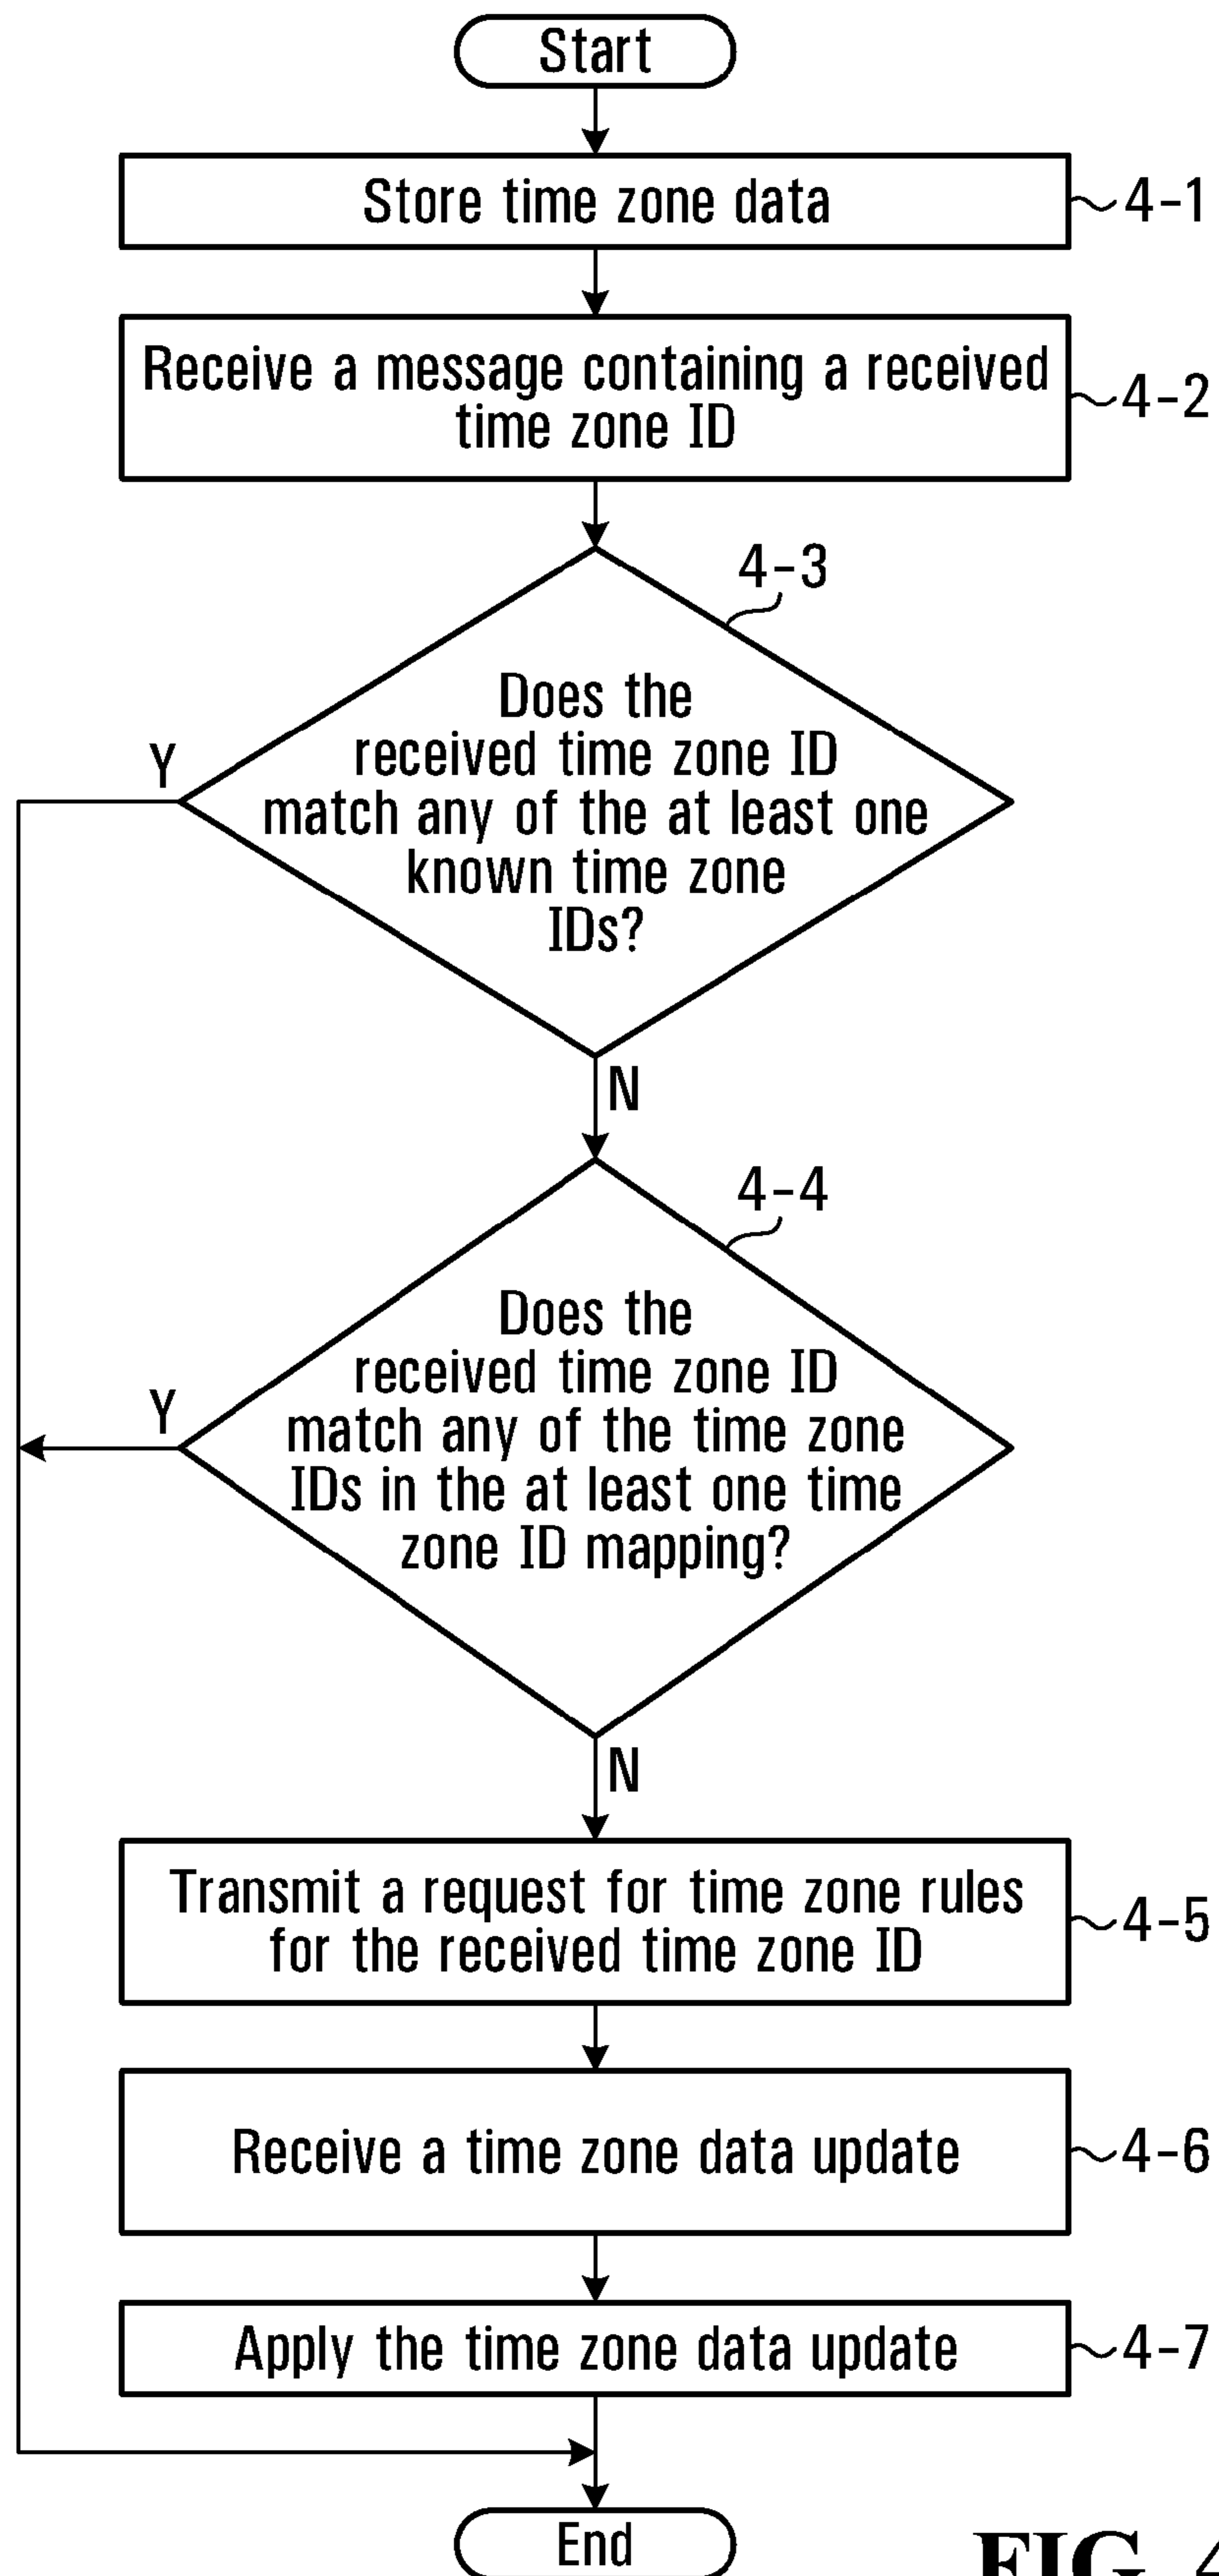 Start
Store time zone data
4-1
Receive a message containing a received
time zone ID
4-2
4-3
Does the
received time zone ID
match any of the at least one
known time zone
IDs?
Y
N
4-4
Does the
received time zone ID
match any of the time zone
IDs in the at least one time
zone ID mapping?
Y
N
Transmit a request for time zone rules
for the received time zone ID
4-5
Receive a time zone data update
4-6
Apply the time zone data update
4-7
End
FIG. 4